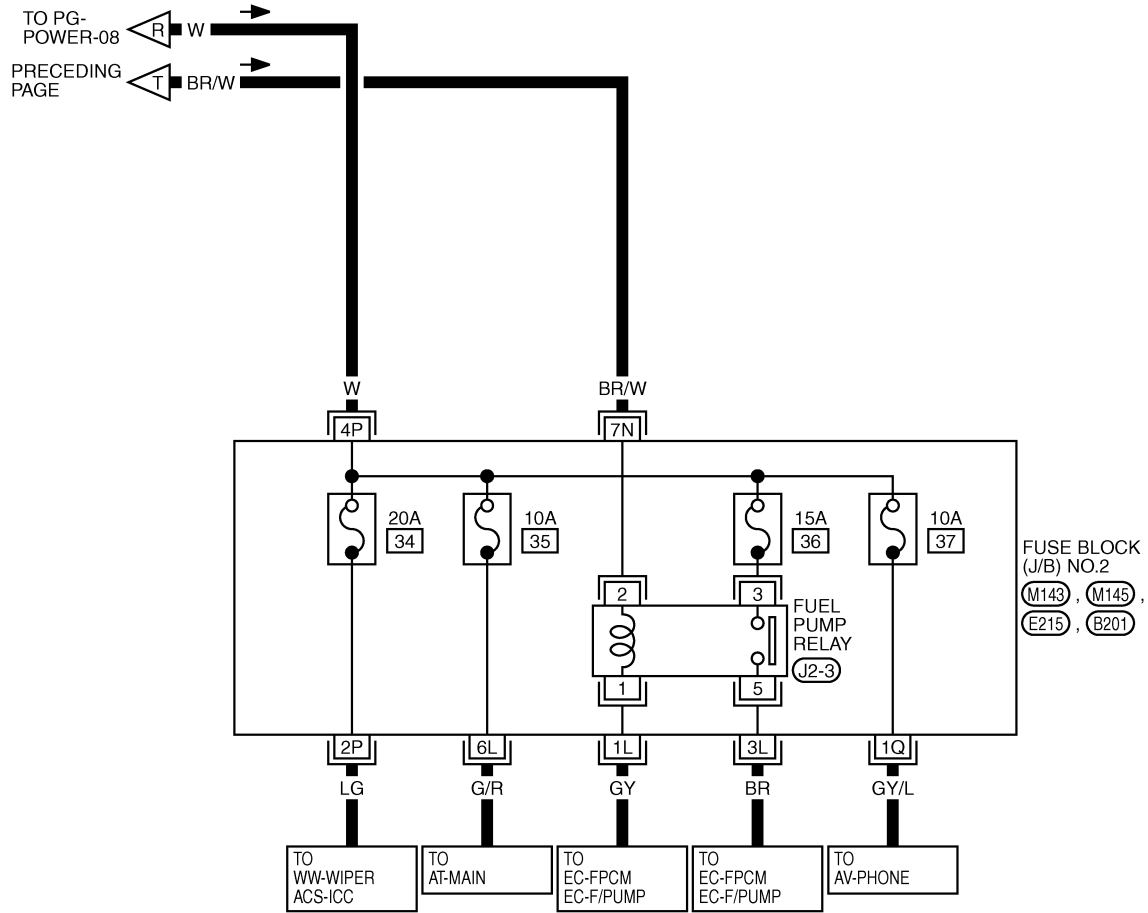 TO PG-
POWER-08
R
W
PRECEDING
PAGE
T
BR/W
W
BR/W
4P
7N
20A
34
10A
35
15A
36
10A
37
FUSE BLOCK
(J/B) NO.2
M143 , M145 ,
E215 , B201
2
3
FUEL
PUMP
RELAY
J2-3
1
5
2P
6L
1L
3L
1Q
LG
G/R
GY
BR
GY/L
TO
WW-WIPER
ACS-ICC
TO
AT-MAIN
TO
EC-FPCM
EC-F/PUMP
TO
EC-FPCM
EC-F/PUMP
TO
AV-PHONE